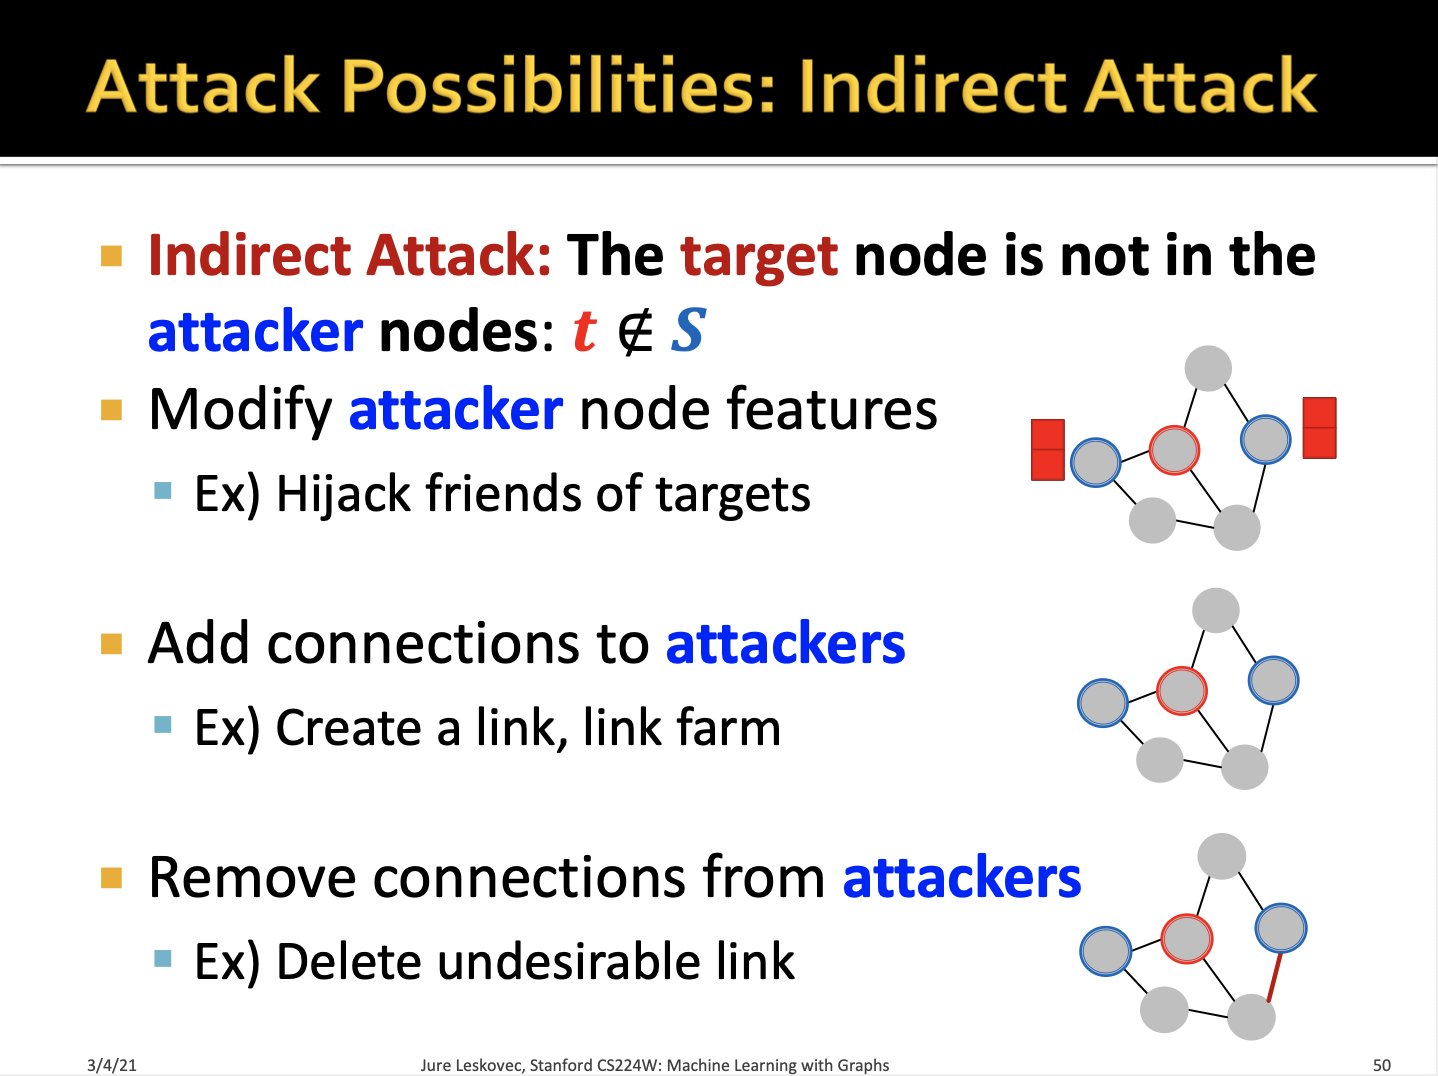 Attack Possibilities: Indirect Attack
Indirect Attack: The target node is not in the
attacker nodes: t ∉ S
Modify attacker node features
Ex) Hijack friends of targets
Add connections to attackers
Ex) Create a link, link farm
Remove connections from attackers
Ex) Delete undesirable link
3/4/21
Jure Leskovec, Stanford CS224W: Machine Learning with Graphs
50